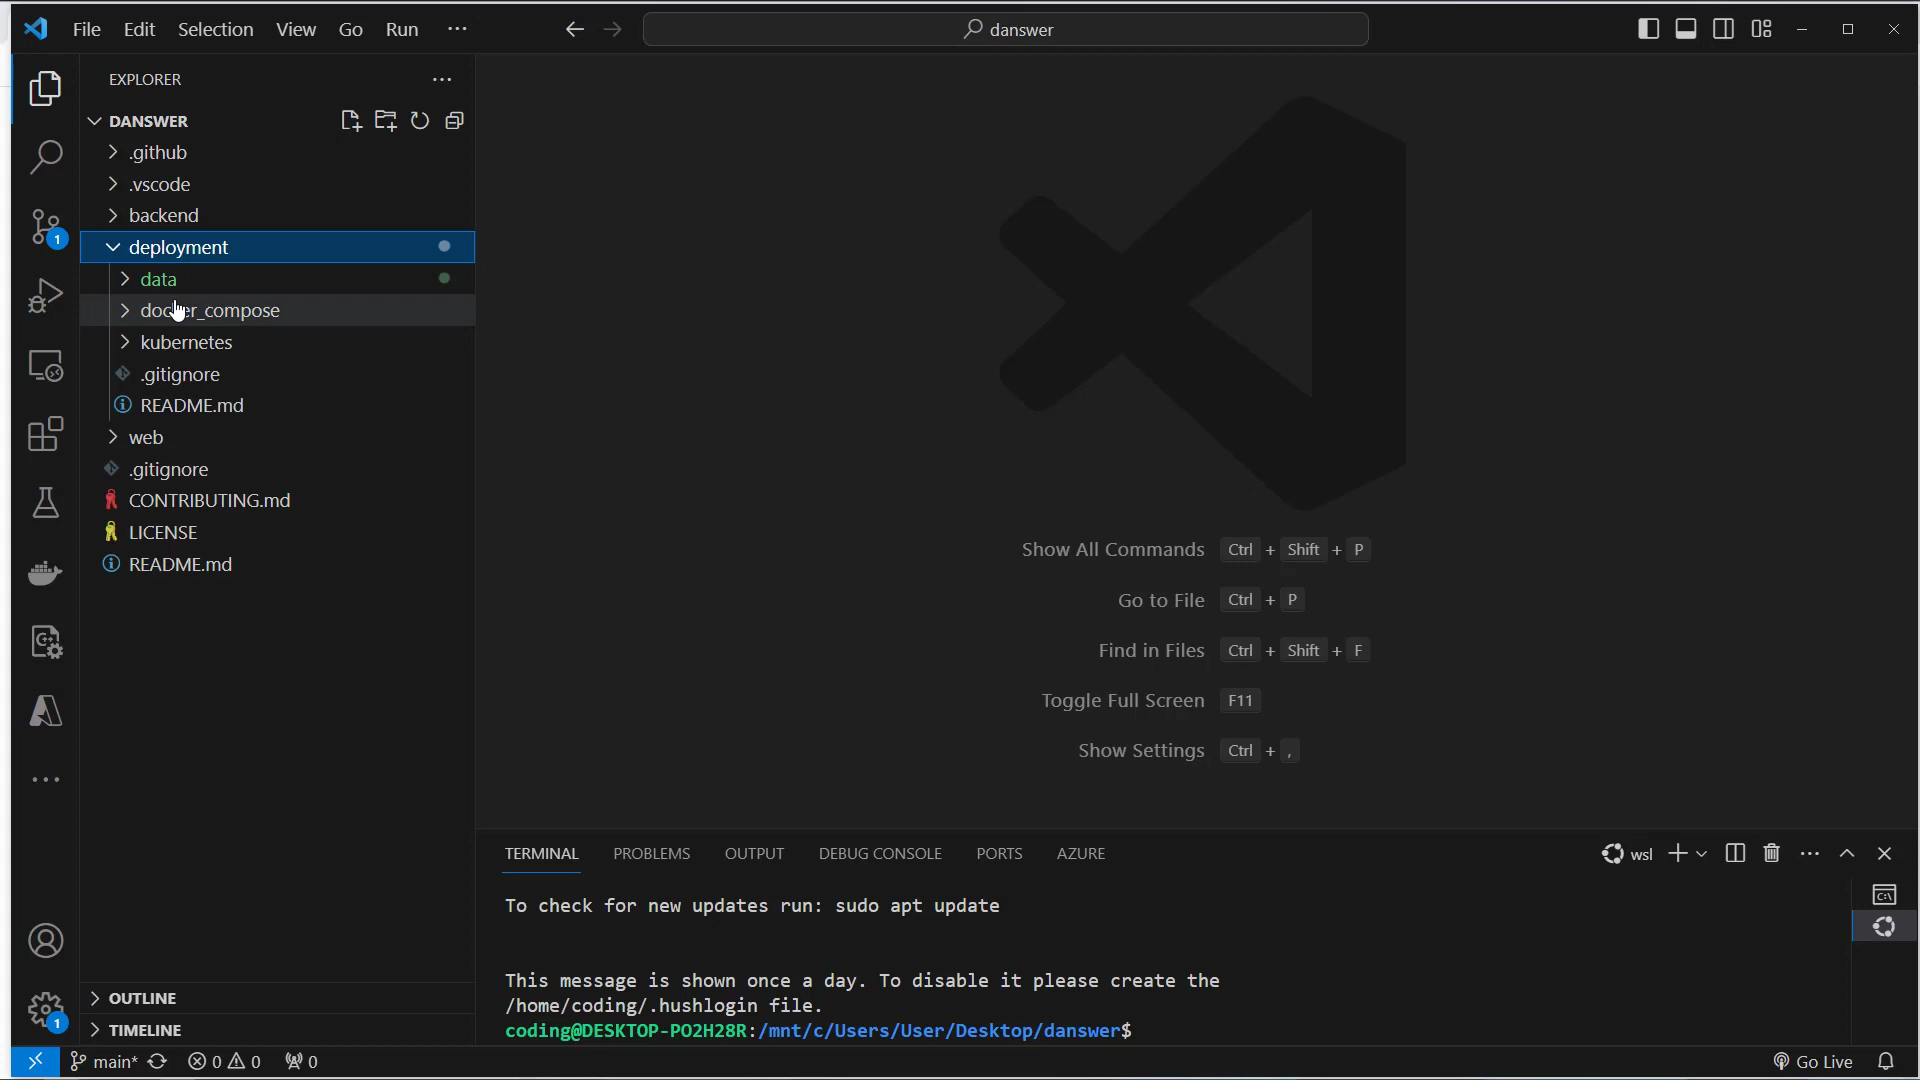 File Edit Selection View Go Run ···
danswer
EXPLORER
DANSWER
.github
.vscode
backend
deployment
data
docker_compose
kubernetes
.gitignore
README.md
web
.gitignore
CONTRIBUTING.md
LICENSE
README.md
OUTLINE
TIMELINE
Show All Commands Ctrl + Shift + P
Go to File Ctrl + P
Find in Files Ctrl + Shift + F
Toggle Full Screen F11
Show Settings Ctrl + ,
TERMINAL PROBLEMS OUTPUT DEBUG CONSOLE PORTS AZURE
wsl
To check for new updates run: sudo apt update
This message is shown once a day. To disable it please create the
/home/coding/.hushlogin file.
coding@DESKTOP-PO2H28R:/mnt/c/Users/User/Desktop/danswer$
1
1
main* 0 0 0
Go Live